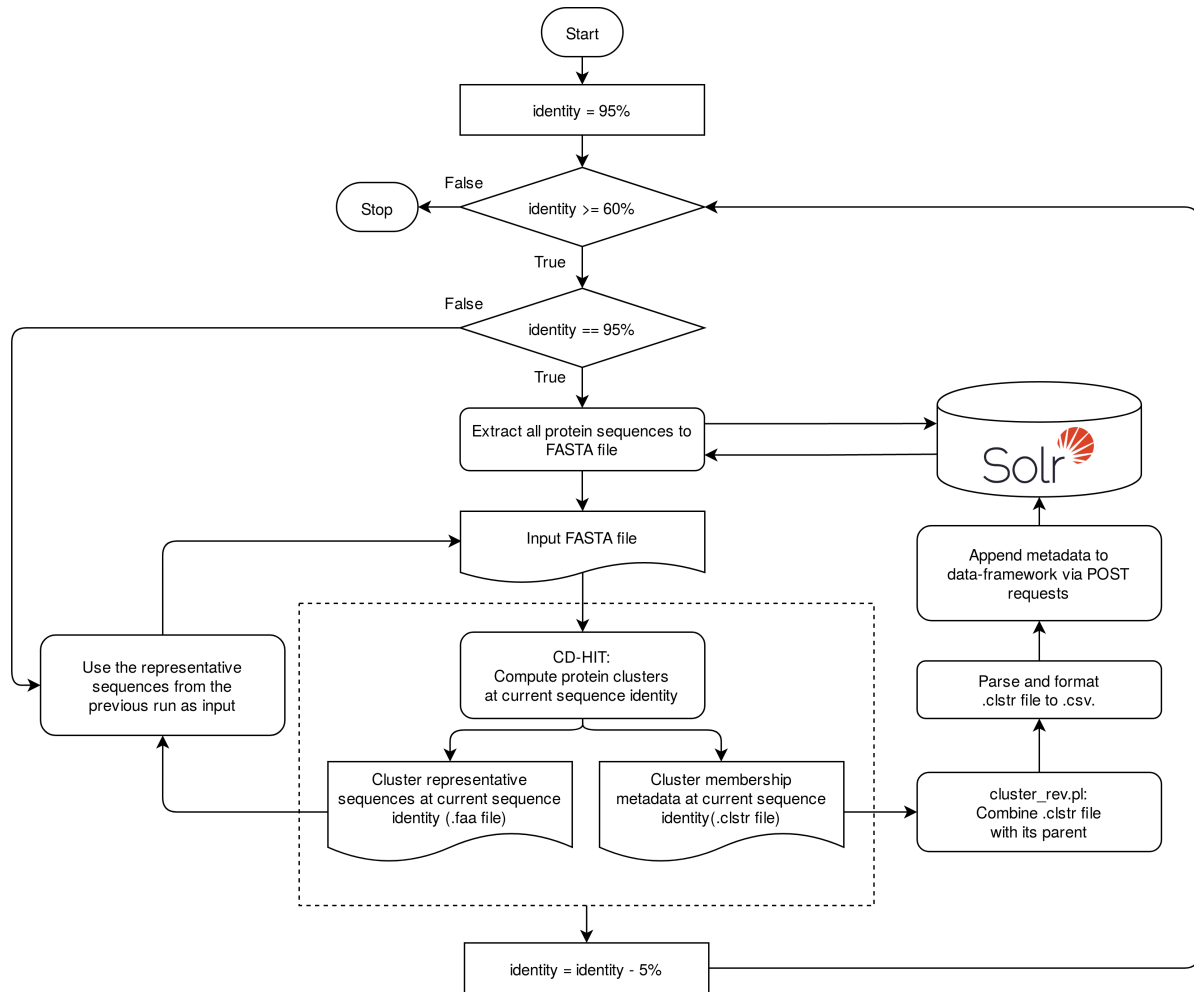 Start
identity = 95%
False
identity >= 60%
Stop
True
False
identity == 95%
True
Extract all protein sequences to
FASTA file
Solr
Input FASTA file
Append metadata to
data-framework via POST
requests
Use the representative
sequences from the
previous run as input
CD-HIT:
Compute protein clusters
at current sequence identity
Parse and format
.clstr file to .csv.
Cluster representative
sequences at current sequence
identity (.faa file)
Cluster membership
metadata at current sequence
identity(.clstr file)
cluster_rev.pl:
Combine .clstr file
with its parent
identity = identity - 5%